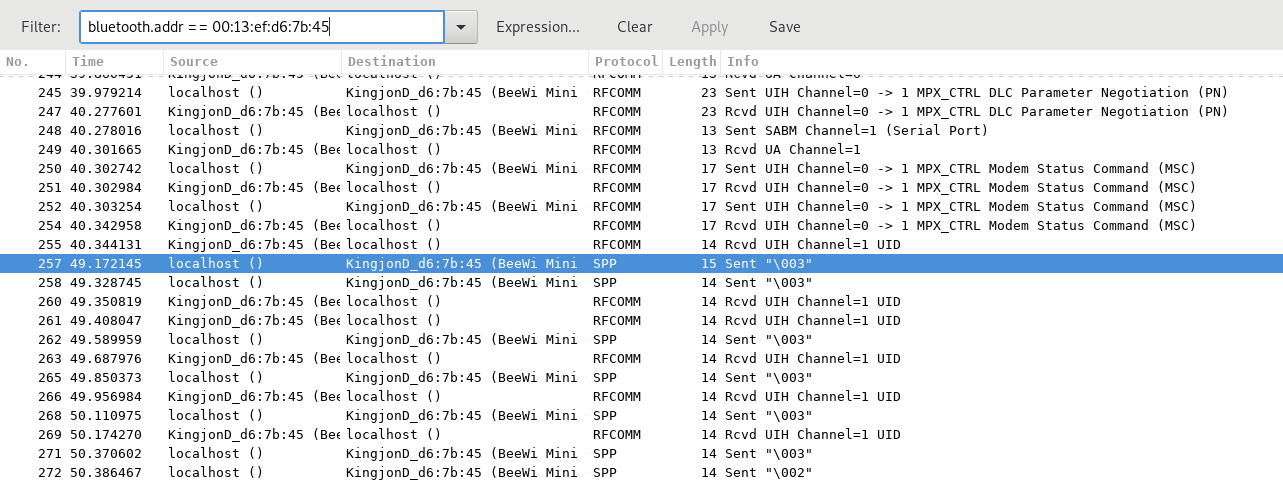 Filter: bluetooth.addr == 00:13:ef:d6:7b:45 Expression... Clear Apply Save
No. Time Source Destination Protocol Length Info
244 39.860451 KingjonD_d6:7b:45 (Bee localhost () RFCOMM 13 Rcvd UA Channel=0
245 39.979214 localhost () KingjonD_d6:7b:45 (BeeWi Mini RFCOMM 23 Sent UIH Channel=0 -> 1 MPX_CTRL DLC Parameter Negotiation (PN)
247 40.277601 KingjonD_d6:7b:45 (Bee localhost () RFCOMM 23 Rcvd UIH Channel=0 -> 1 MPX_CTRL DLC Parameter Negotiation (PN)
248 40.278016 localhost () KingjonD_d6:7b:45 (BeeWi Mini RFCOMM 13 Sent SABM Channel=1 (Serial Port)
249 40.301665 KingjonD_d6:7b:45 (Bee localhost () RFCOMM 13 Rcvd UA Channel=1
250 40.302742 localhost () KingjonD_d6:7b:45 (BeeWi Mini RFCOMM 17 Sent UIH Channel=0 -> 1 MPX_CTRL Modem Status Command (MSC)
251 40.302984 KingjonD_d6:7b:45 (Bee localhost () RFCOMM 17 Rcvd UIH Channel=0 -> 1 MPX_CTRL Modem Status Command (MSC)
252 40.303254 localhost () KingjonD_d6:7b:45 (BeeWi Mini RFCOMM 17 Sent UIH Channel=0 -> 1 MPX_CTRL Modem Status Command (MSC)
254 40.342958 KingjonD_d6:7b:45 (Bee localhost () RFCOMM 17 Rcvd UIH Channel=0 -> 1 MPX_CTRL Modem Status Command (MSC)
255 40.344131 KingjonD_d6:7b:45 (Bee localhost () RFCOMM 14 Rcvd UIH Channel=1 UID
257 49.172145 localhost () KingjonD_d6:7b:45 (BeeWi Mini SPP 15 Sent "\003"
258 49.328745 localhost () KingjonD_d6:7b:45 (BeeWi Mini SPP 14 Sent "\003"
260 49.350819 KingjonD_d6:7b:45 (Bee localhost () RFCOMM 14 Rcvd UIH Channel=1 UID
261 49.408047 KingjonD_d6:7b:45 (Bee localhost () RFCOMM 14 Rcvd UIH Channel=1 UID
262 49.589959 localhost () KingjonD_d6:7b:45 (BeeWi Mini SPP 14 Sent "\003"
263 49.687976 KingjonD_d6:7b:45 (Bee localhost () RFCOMM 14 Rcvd UIH Channel=1 UID
265 49.850373 localhost () KingjonD_d6:7b:45 (BeeWi Mini SPP 14 Sent "\003"
266 49.956984 KingjonD_d6:7b:45 (Bee localhost () RFCOMM 14 Rcvd UIH Channel=1 UID
268 50.110975 localhost () KingjonD_d6:7b:45 (BeeWi Mini SPP 14 Sent "\003"
269 50.174270 KingjonD_d6:7b:45 (Bee localhost () RFCOMM 14 Rcvd UIH Channel=1 UID
271 50.370602 localhost () KingjonD_d6:7b:45 (BeeWi Mini SPP 14 Sent "\003"
272 50.386467 localhost () KingjonD_d6:7b:45 (BeeWi Mini SPP 14 Sent "\002"